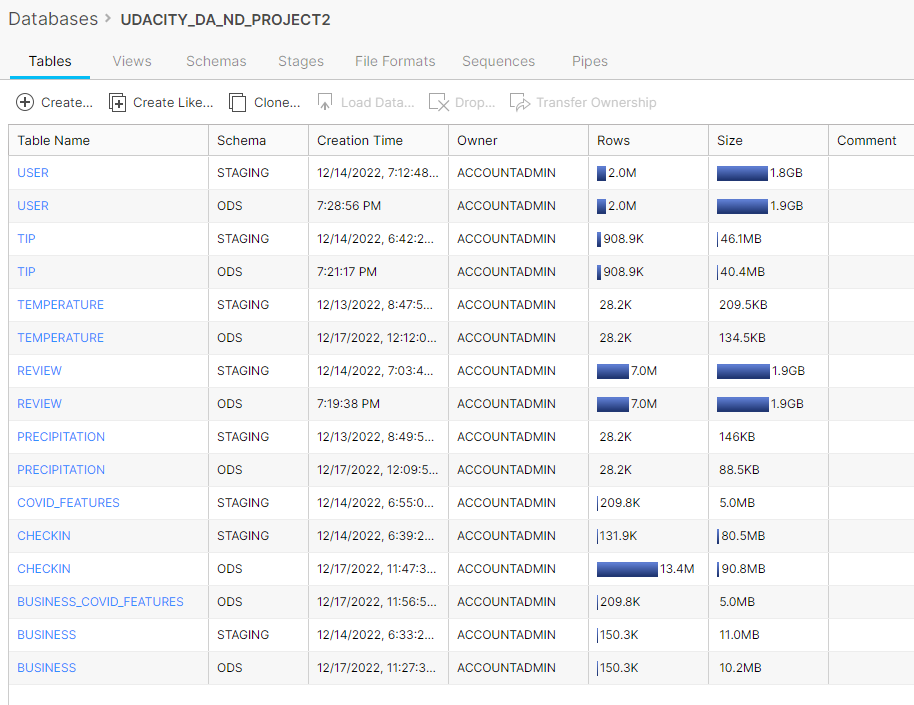 Databases > UDACITY_DA_ND_PROJECT2
Tables Views Schemas Stages File Formats Sequences Pipes
Create... Create Like... Clone... Load Data... Drop... Transfer Ownership
Table Name Schema Creation Time Owner Rows Size Comment
USER STAGING 12/14/2022, 7:12:48... ACCOUNTADMIN 2.0M 1.8GB
USER ODS 7:28:56 PM ACCOUNTADMIN 2.0M 1.9GB
TIP STAGING 12/14/2022, 6:42:2... ACCOUNTADMIN 908.9K 46.1MB
TIP ODS 7:21:17 PM ACCOUNTADMIN 908.9K 40.4MB
TEMPERATURE STAGING 12/13/2022, 8:47:5... ACCOUNTADMIN 28.2K 209.5KB
TEMPERATURE ODS 12/17/2022, 12:12:0... ACCOUNTADMIN 28.2K 134.5KB
REVIEW STAGING 12/14/2022, 7:03:4... ACCOUNTADMIN 7.0M 1.9GB
REVIEW ODS 7:19:38 PM ACCOUNTADMIN 7.0M 1.9GB
PRECIPITATION STAGING 12/13/2022, 8:49:5... ACCOUNTADMIN 28.2K 146KB
PRECIPITATION ODS 12/17/2022, 12:09:5... ACCOUNTADMIN 28.2K 88.5KB
COVID_FEATURES STAGING 12/14/2022, 6:55:0... ACCOUNTADMIN 209.8K 5.0MB
CHECKIN STAGING 12/14/2022, 6:39:2... ACCOUNTADMIN 131.9K 80.5MB
CHECKIN ODS 12/17/2022, 11:47:3... ACCOUNTADMIN 13.4M 90.8MB
BUSINESS_COVID_FEATURES ODS 12/17/2022, 11:56:5... ACCOUNTADMIN 209.8K 5.0MB
BUSINESS STAGING 12/14/2022, 6:33:2... ACCOUNTADMIN 150.3K 11.0MB
BUSINESS ODS 12/17/2022, 11:27:3... ACCOUNTADMIN 150.3K 10.2MB